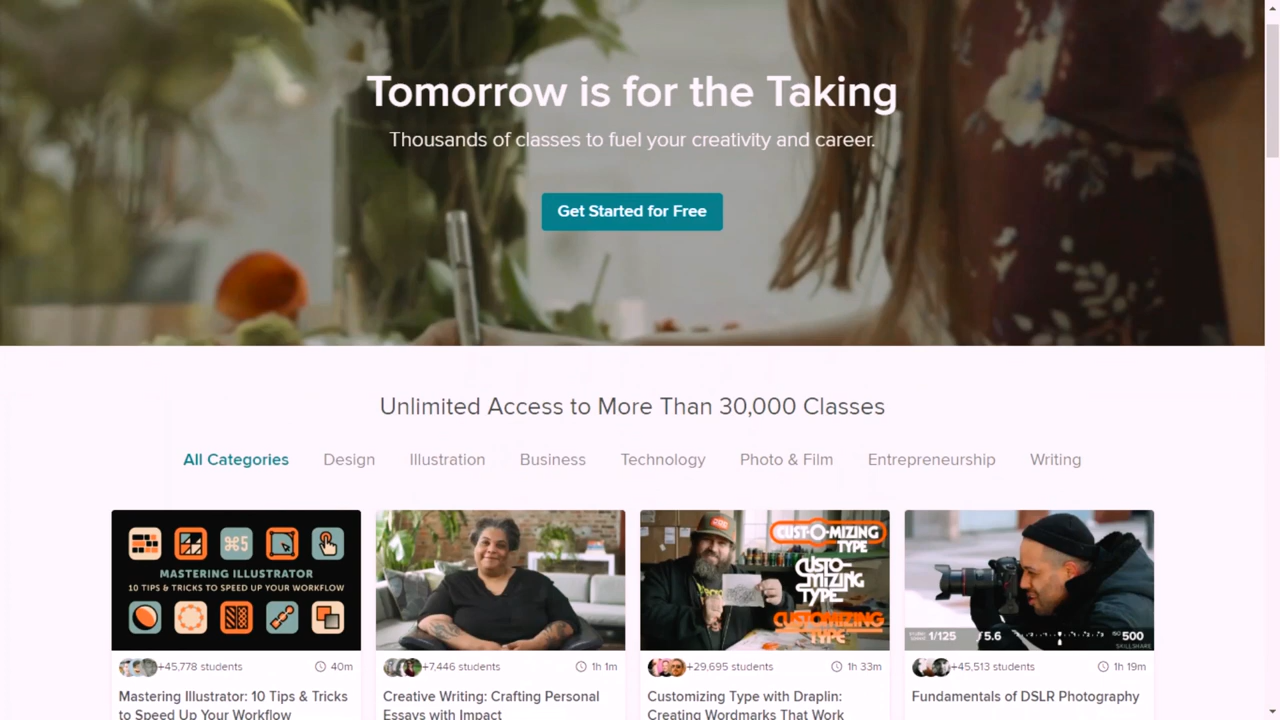 Tomorrow is for the Taking
Thousands of classes to fuel your creativity and career.
Get Started for Free
Unlimited Access to More Than 30,000 Classes
All Categories Design Illustration Business Technology Photo & Film Entrepreneurship Writing
⌘5
MASTERING ILLUSTRATOR
10 TIPS & TRICKS TO SPEED UP YOUR WORKFLOW
+45,778 students 40m
Mastering Illustrator: 10 Tips & Tricks
to Speed Up Your Workflow
+7,446 students 1h 1m
Creative Writing: Crafting Personal
Essays with Impact
CUST-O-MIZING
TYPE
CUSTO-
MIZING
TYPE
CUSTOMIZING
TYPE
+29,695 students 1h 33m
Customizing Type with Draplin:
Creating Wordmarks That Work
1/125 f/5.6 ISO 500
SKILLSHARE
+45,513 students 1h 19m
Fundamentals of DSLR Photography